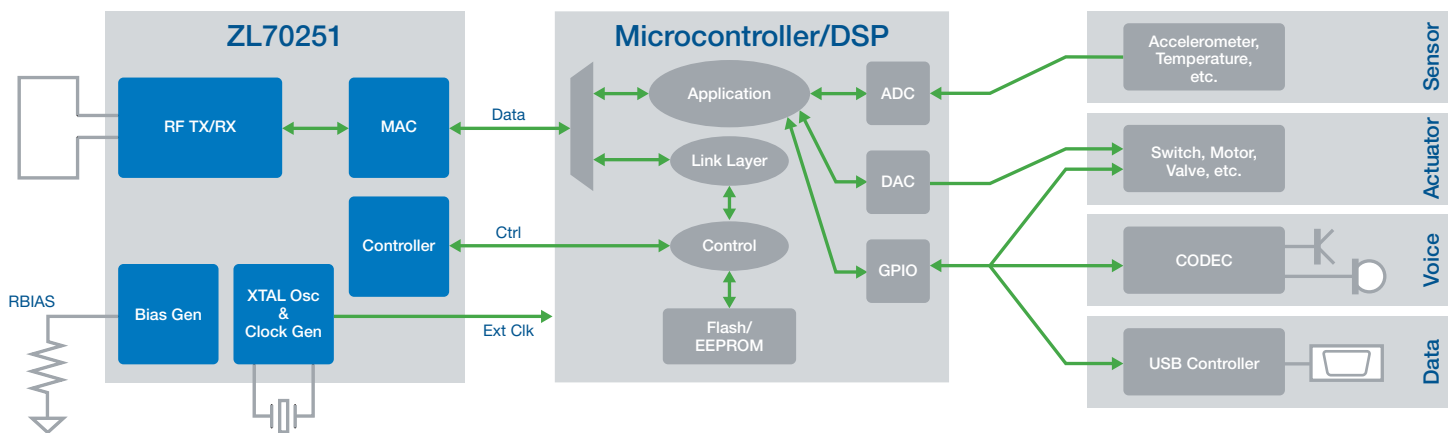 ZL70251
RF TX/RX
MAC
Controller
RBIAS
Bias Gen
XTAL Osc
&
Clock Gen
Data
Ctrl
Ext Clk
Microcontroller/DSP
Application
Link Layer
Control
Flash/
EEPROM
ADC
DAC
GPIO
Accelerometer,
Temperature,
etc.
Sensor
Switch, Motor,
Valve, etc.
Actuator
CODEC
Voice
USB Controller
Data